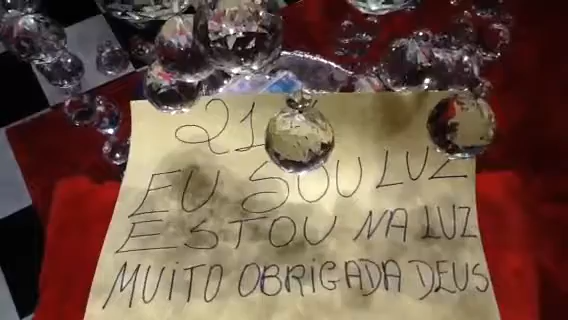 21
EU SOU LUZ
ESTOU NA LUZ
MUITO OBRIGADA DEUS